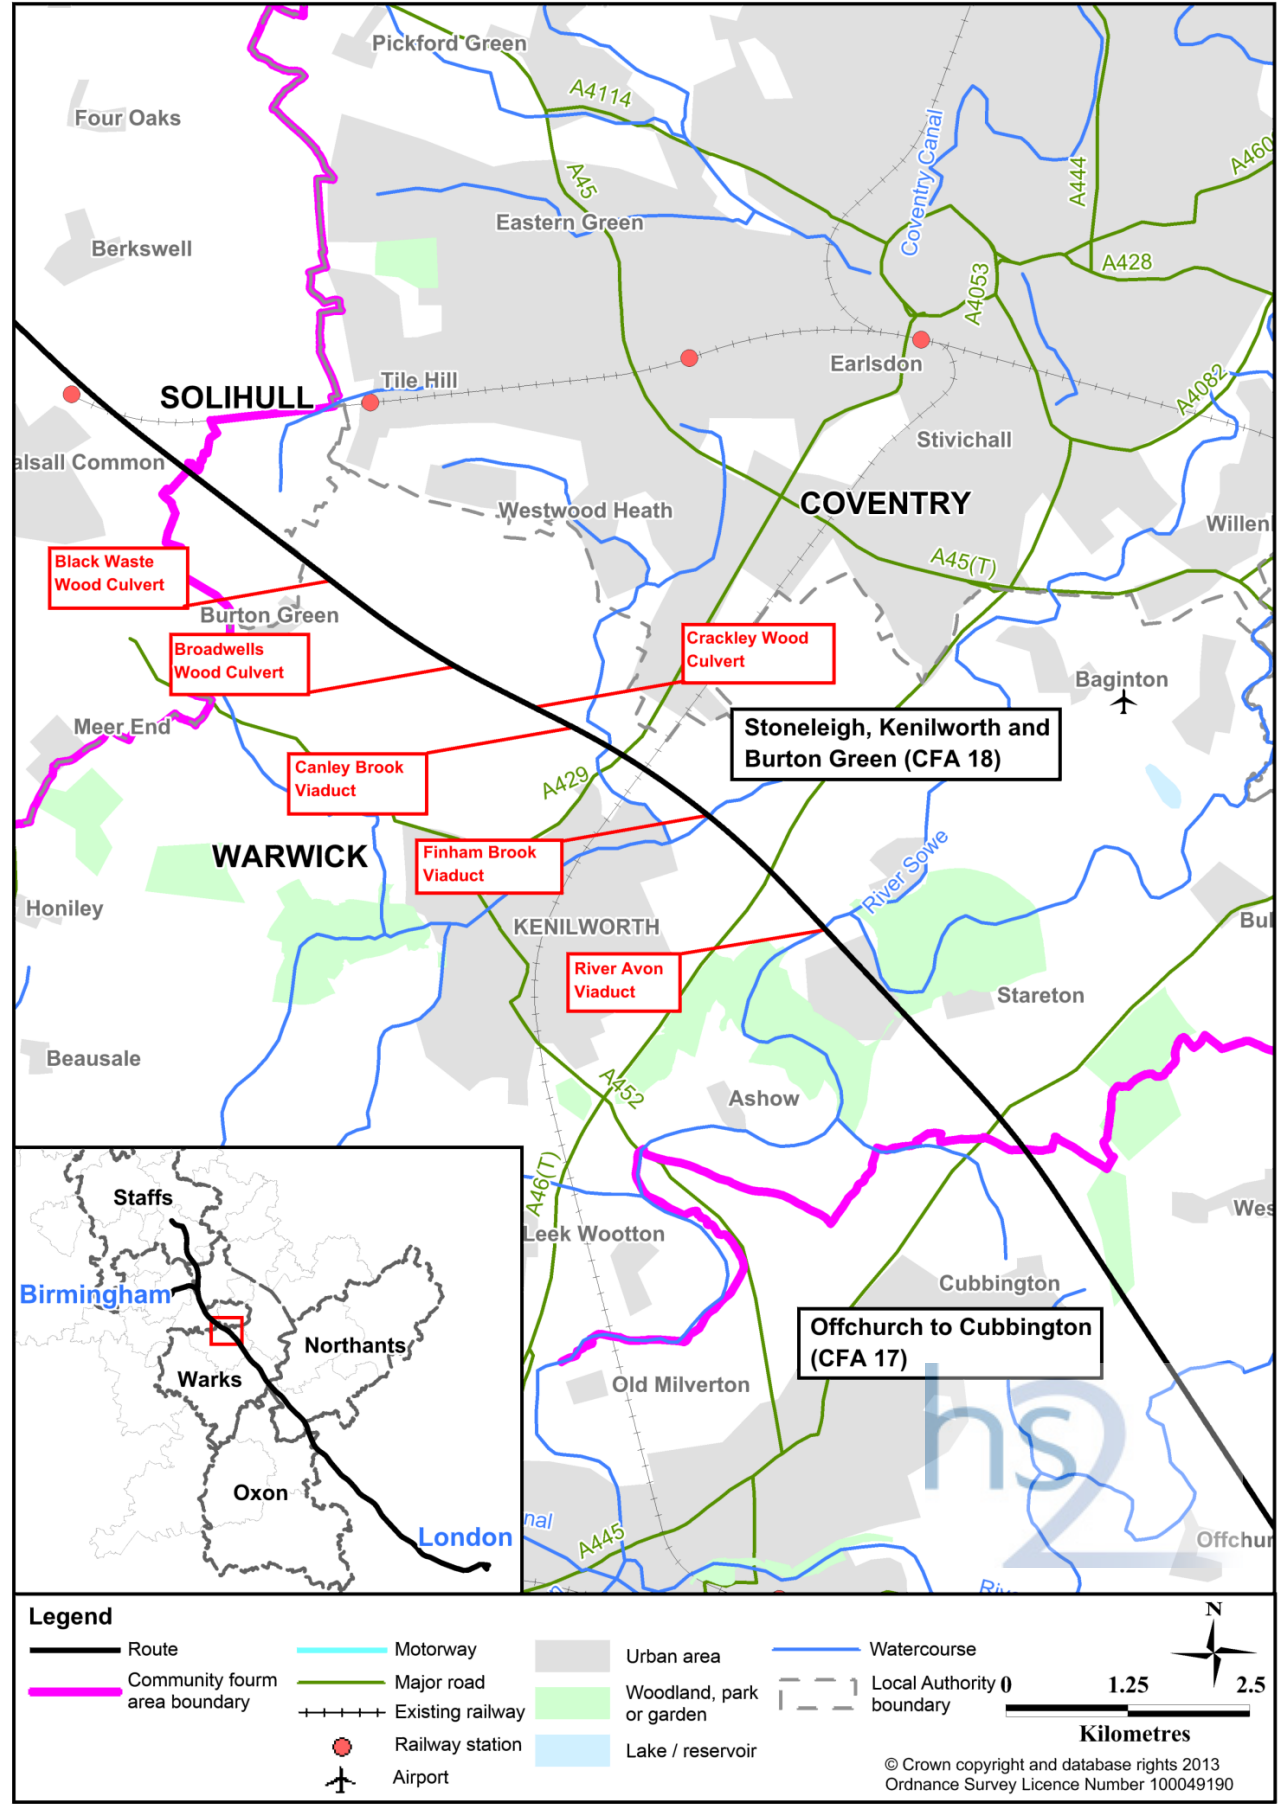 Pickford Green
A4114
Four Oaks
A45
Coventry Canal
A444
A460
Eastern Green
Berkswell
A428
A4053
Earlsdon
Tile Hill
SOLIHULL
A4082
Stivichall
alsall Common
Westwood Heath
COVENTRY
Willenl
A45(T)
Black Waste
Wood Culvert
Burton Green
Broadwells
Wood Culvert
Crackley Wood
Culvert
Baginton
Meer End
Stoneleigh, Kenilworth and
Burton Green (CFA 18)
Canley Brook
Viaduct
A429
WARWICK
Finham Brook
Viaduct
River Sowe
Honiley
KENILWORTH
Bul
River Avon
Viaduct
Stareton
Beausale
A452
Ashow
A46(T)
Wes
Leek Wootton
Cubbington
Offchurch to Cubbington
(CFA 17)
Old Milverton
hs2
nal
A445
Offchur
Riv
Staffs
Birmingham
Northants
Warks
Oxon
London
Legend
Route
Community fourm
area boundary
Motorway
Major road
Existing railway
Railway station
Airport
Urban area
Woodland, park
or garden
Lake / reservoir
Watercourse
Local Authority
boundary
N
0 1.25 2.5
Kilometres
© Crown copyright and database rights 2013
Ordnance Survey Licence Number 100049190